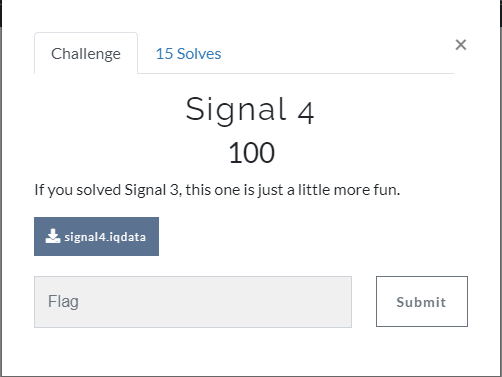 Challenge
15 Solves
×
Signal 4
100
If you solved Signal 3, this one is just a little more fun.
signal4.iqdata
Flag
Submit